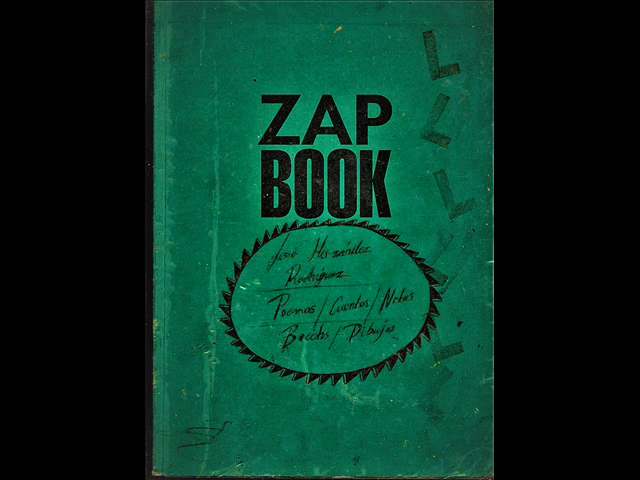 ZAP
BOOK
José Hernández
Rodríguez
Poemas / Cuentos / Notas
Bocetos / Dibujos
L
L
L
L
L
L